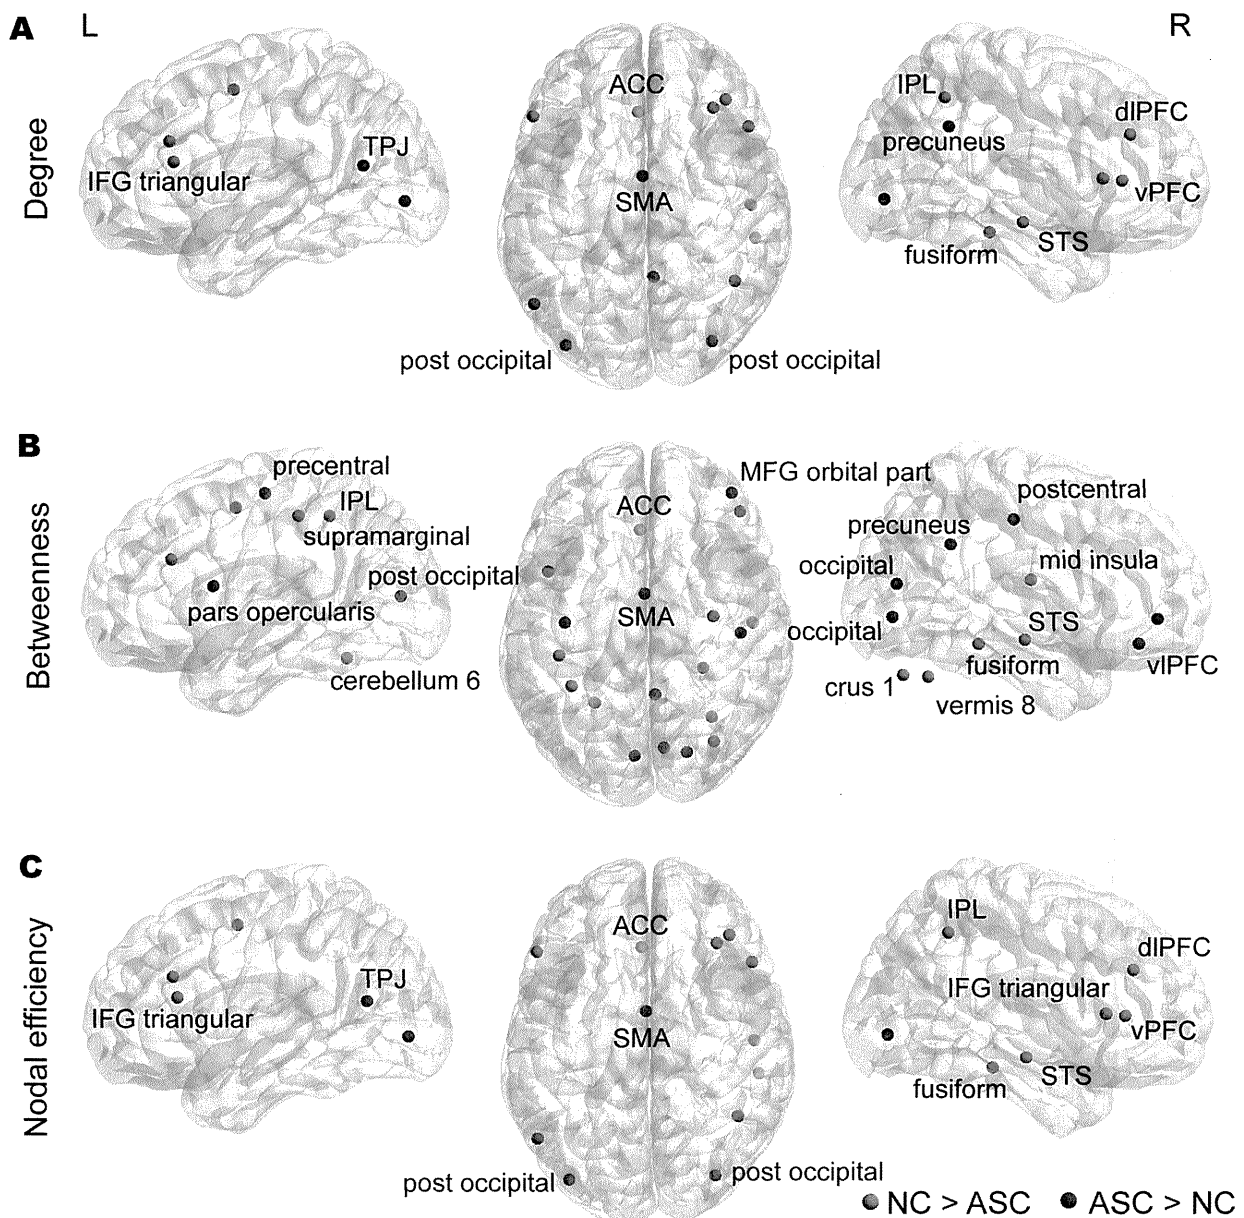 A
L
R
Degree
IFG triangular
TPJ
ACC
SMA
post occipital
post occipital
IPL
precuneus
dlPFC
vPFC
STS
fusiform
B
Betweenness
precentral
IPL
supramarginal
post occipital
pars opercularis
cerebellum 6
ACC
SMA
MFG orbital part
postcentral
precuneus
mid insula
occipital
occipital
STS
fusiform
vlPFC
crus 1
vermis 8
C
Nodal efficiency
IFG triangular
TPJ
ACC
SMA
post occipital
post occipital
IPL
dlPFC
IFG triangular
vPFC
STS
fusiform
NC > ASC
ASC > NC